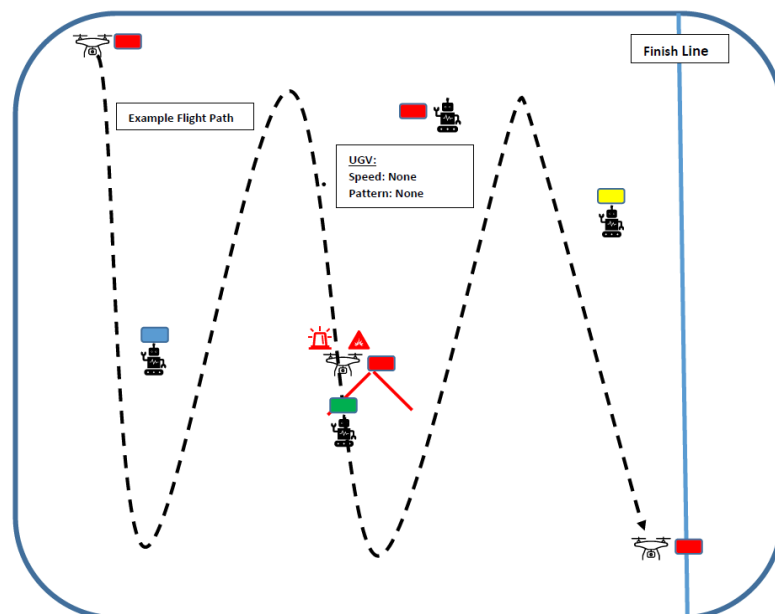 Finish Line
Example Flight Path
UGV:
Speed: None
Pattern: None